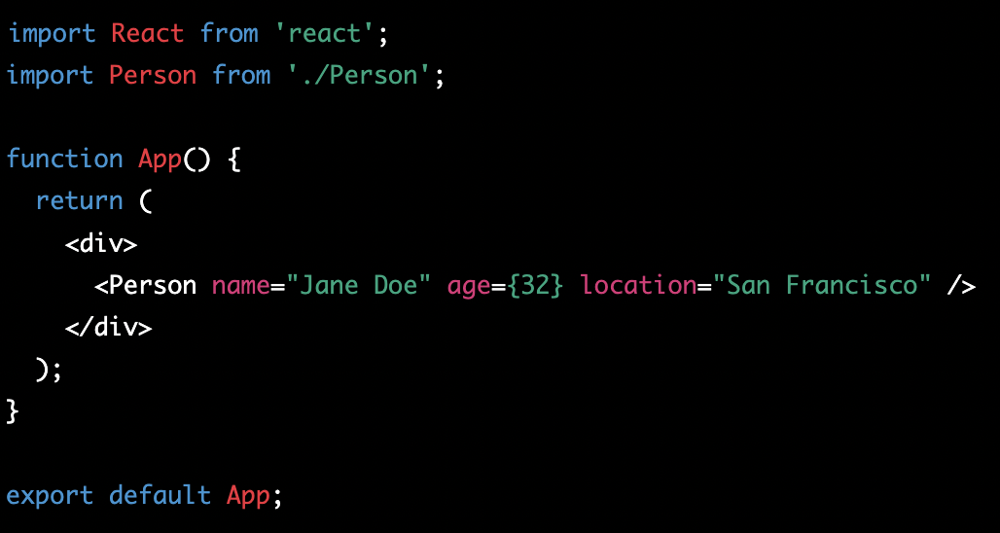 import React from 'react';
import Person from './Person';

function App() {
  return (
    <div>
      <Person name="Jane Doe" age={32} location="San Francisco" />
    </div>
  );
}

export default App;